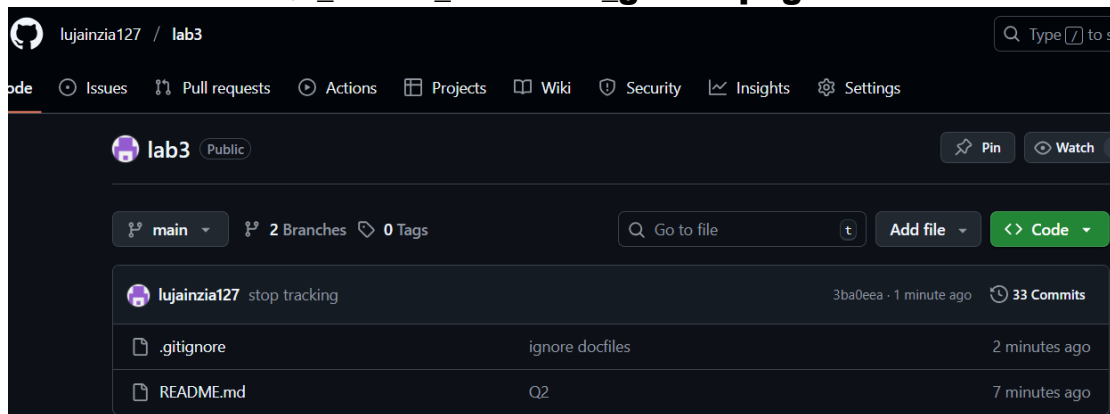 lujainzia127 / lab3
Type / to
ode Issues Pull requests Actions Projects Wiki Security Insights Settings
lab3 Public
Pin Watch
main 2 Branches 0 Tags
Go to file t Add file Code
lujainzia127 stop tracking 3ba0eea · 1 minute ago 33 Commits
.gitignore ignore docfiles 2 minutes ago
README.md Q2 7 minutes ago